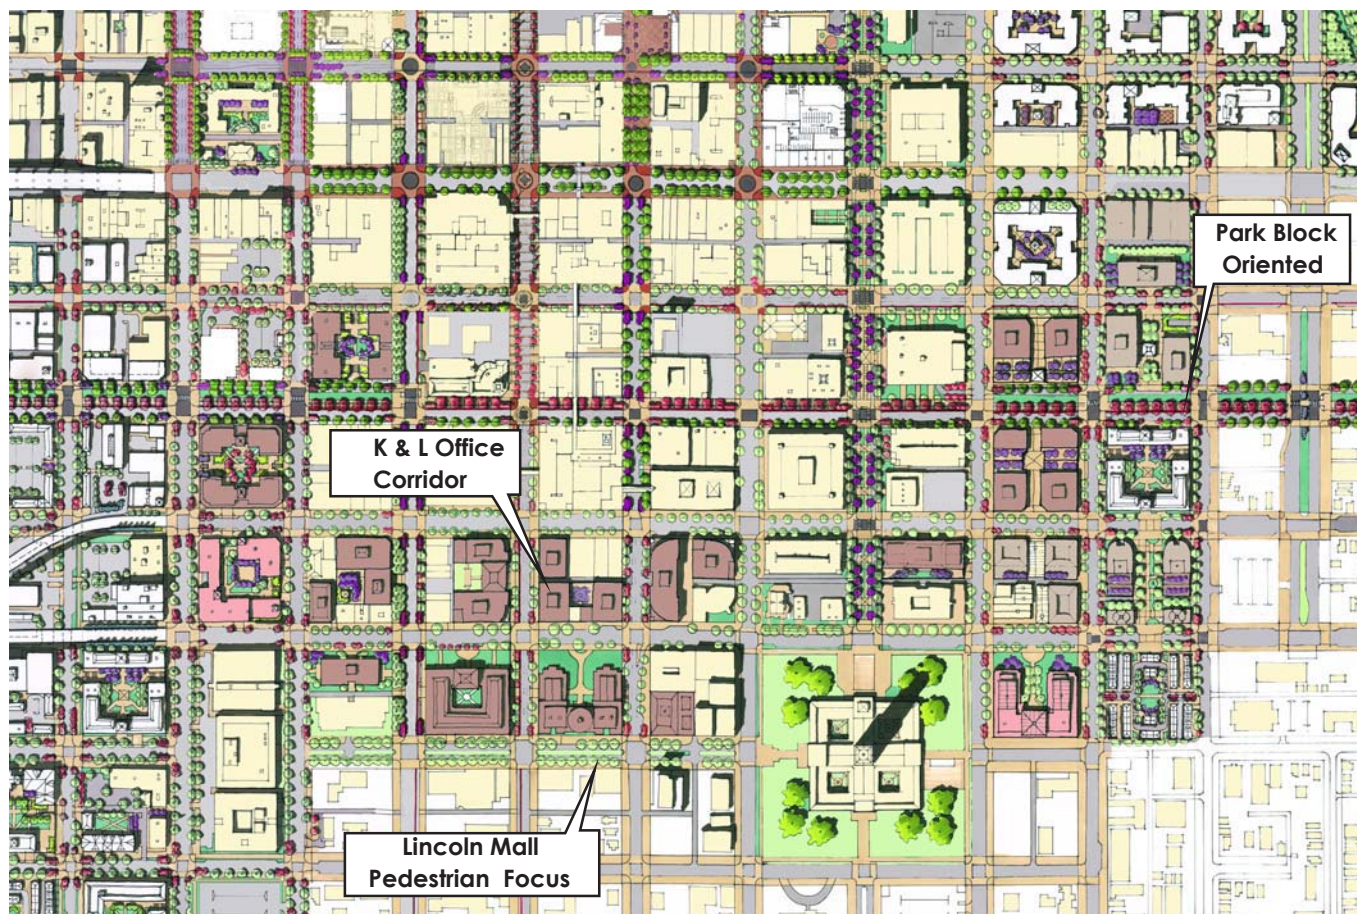 Park Block
Oriented
K & L Office
Corridor
Lincoln Mall
Pedestrian Focus